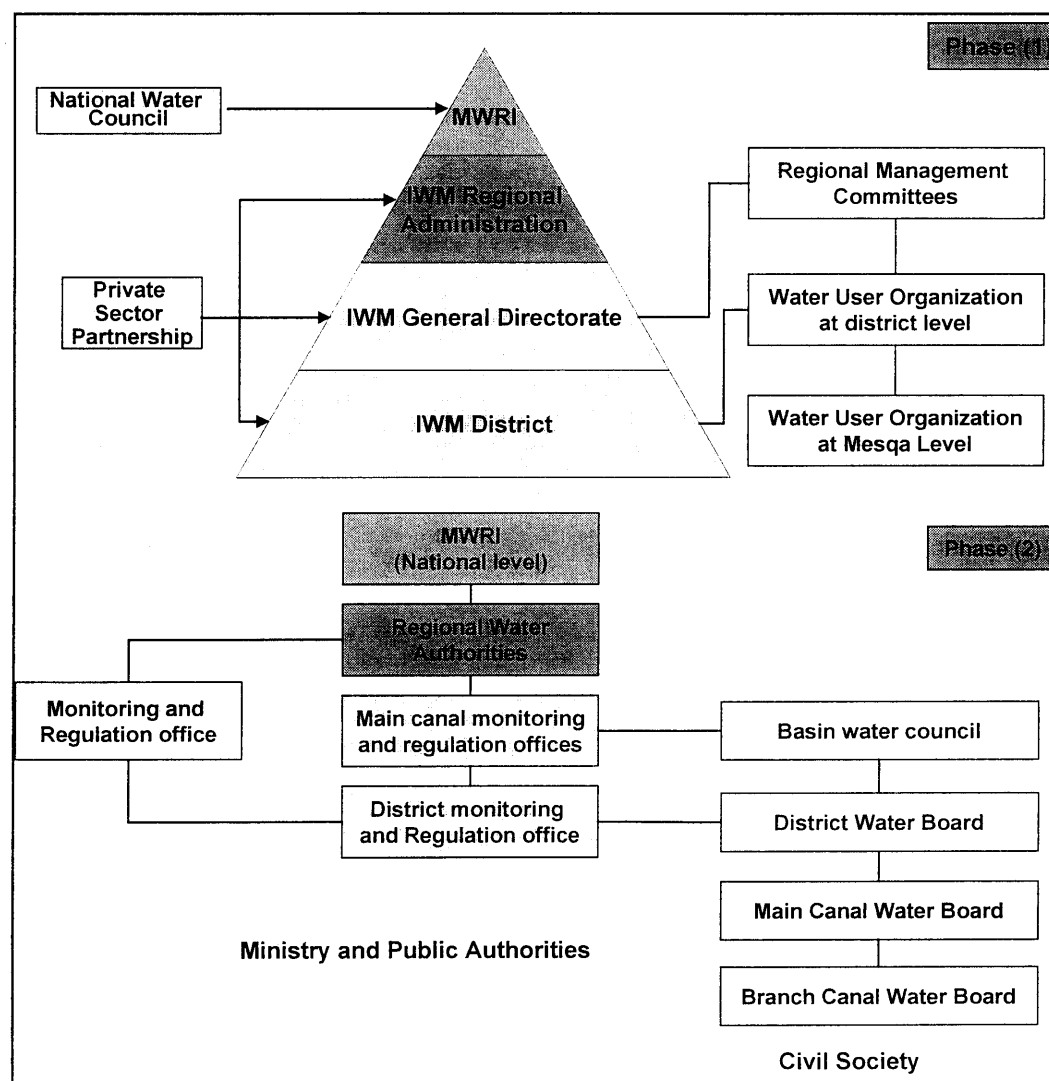 Phase (1)
National Water
Council
MWRI
IWM Regional
Administration
Regional Management
Committees
Private
Sector
Partnership
IWM General Directorate
Water User Organization
at district level
IWM District
Water User Organization
at Mesqa Level
MWRI
(National level)
Phase (2)
Regional Water
Authorities
Monitoring and
Regulation office
Main canal monitoring
and regulation offices
Basin water council
District monitoring
and Regulation office
District Water Board
Main Canal Water Board
Ministry and Public Authorities
Branch Canal Water Board
Civil Society